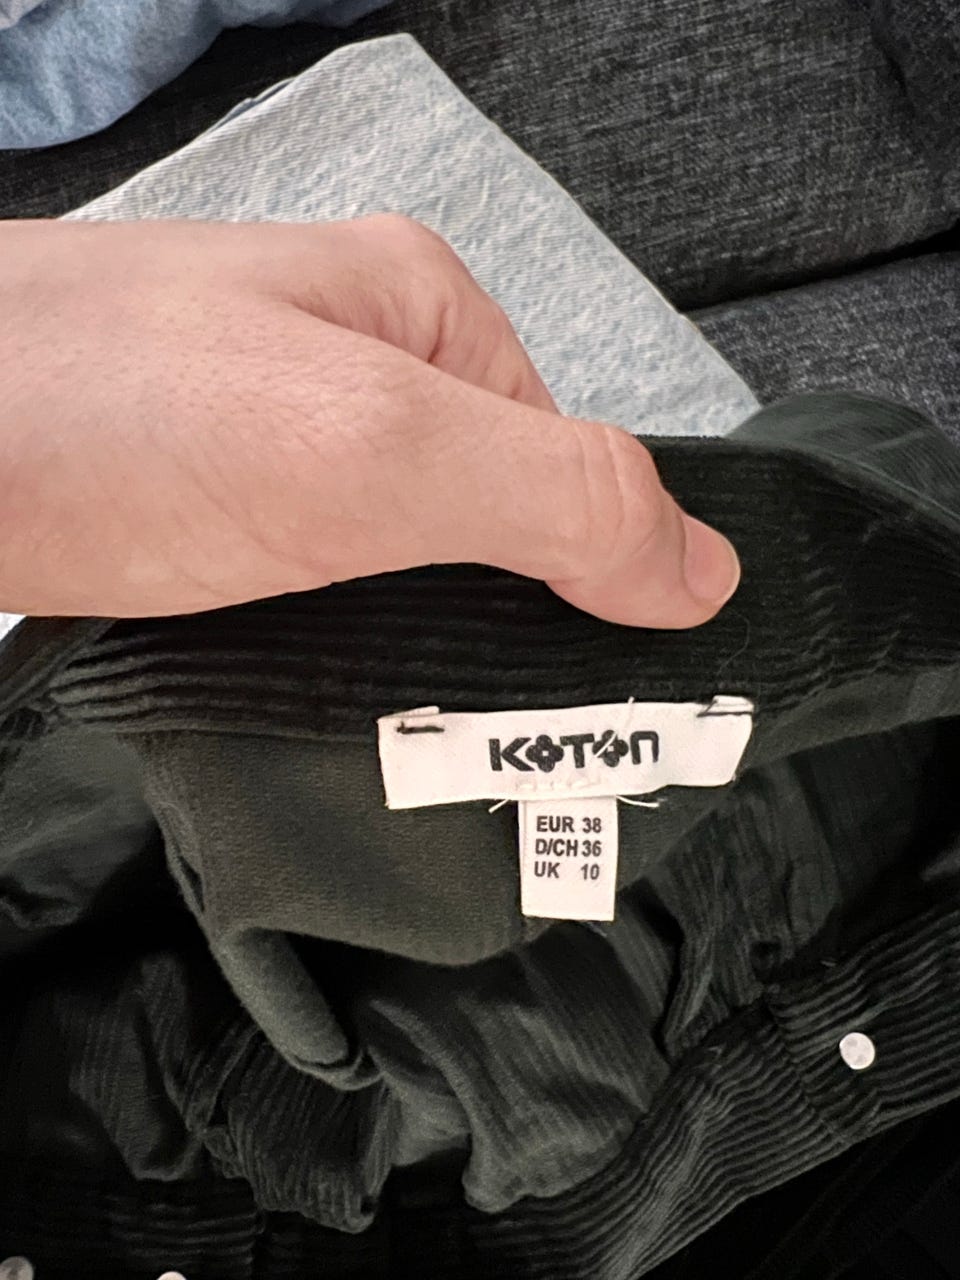 KOTON
EUR 38
D/CH 36
UK 10